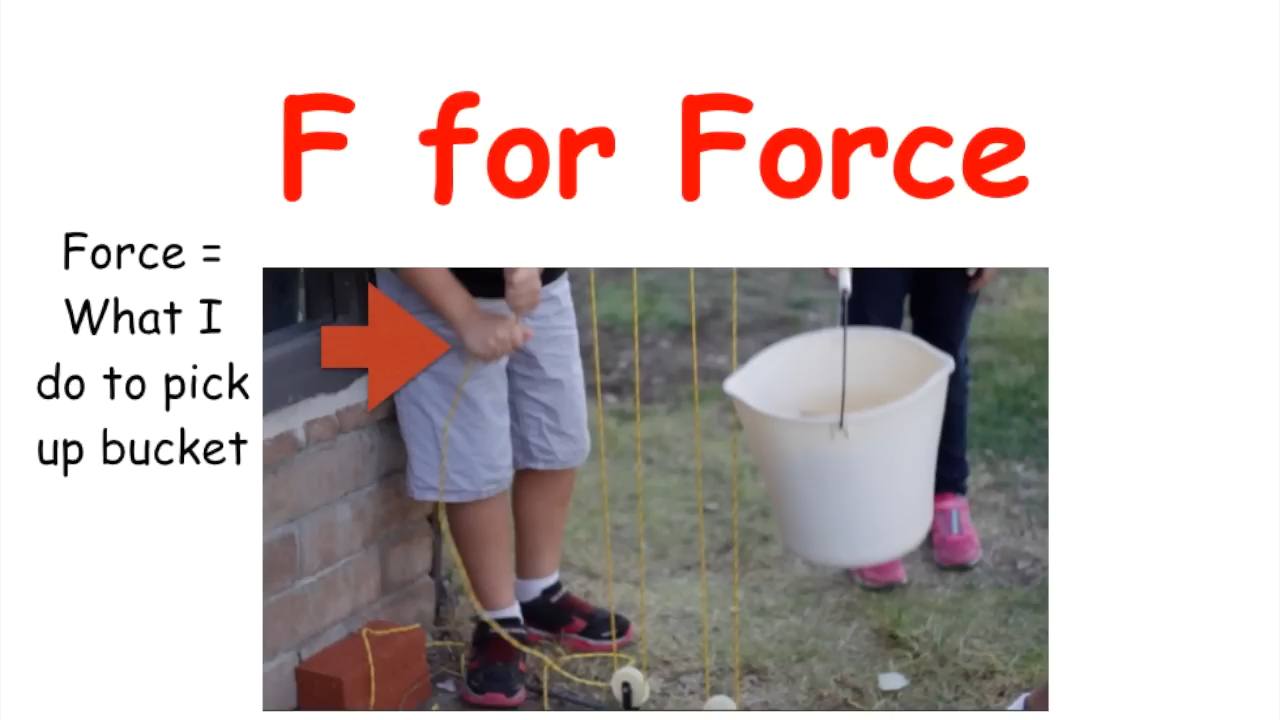 F for Force
Force =
What I
do to pick
up bucket